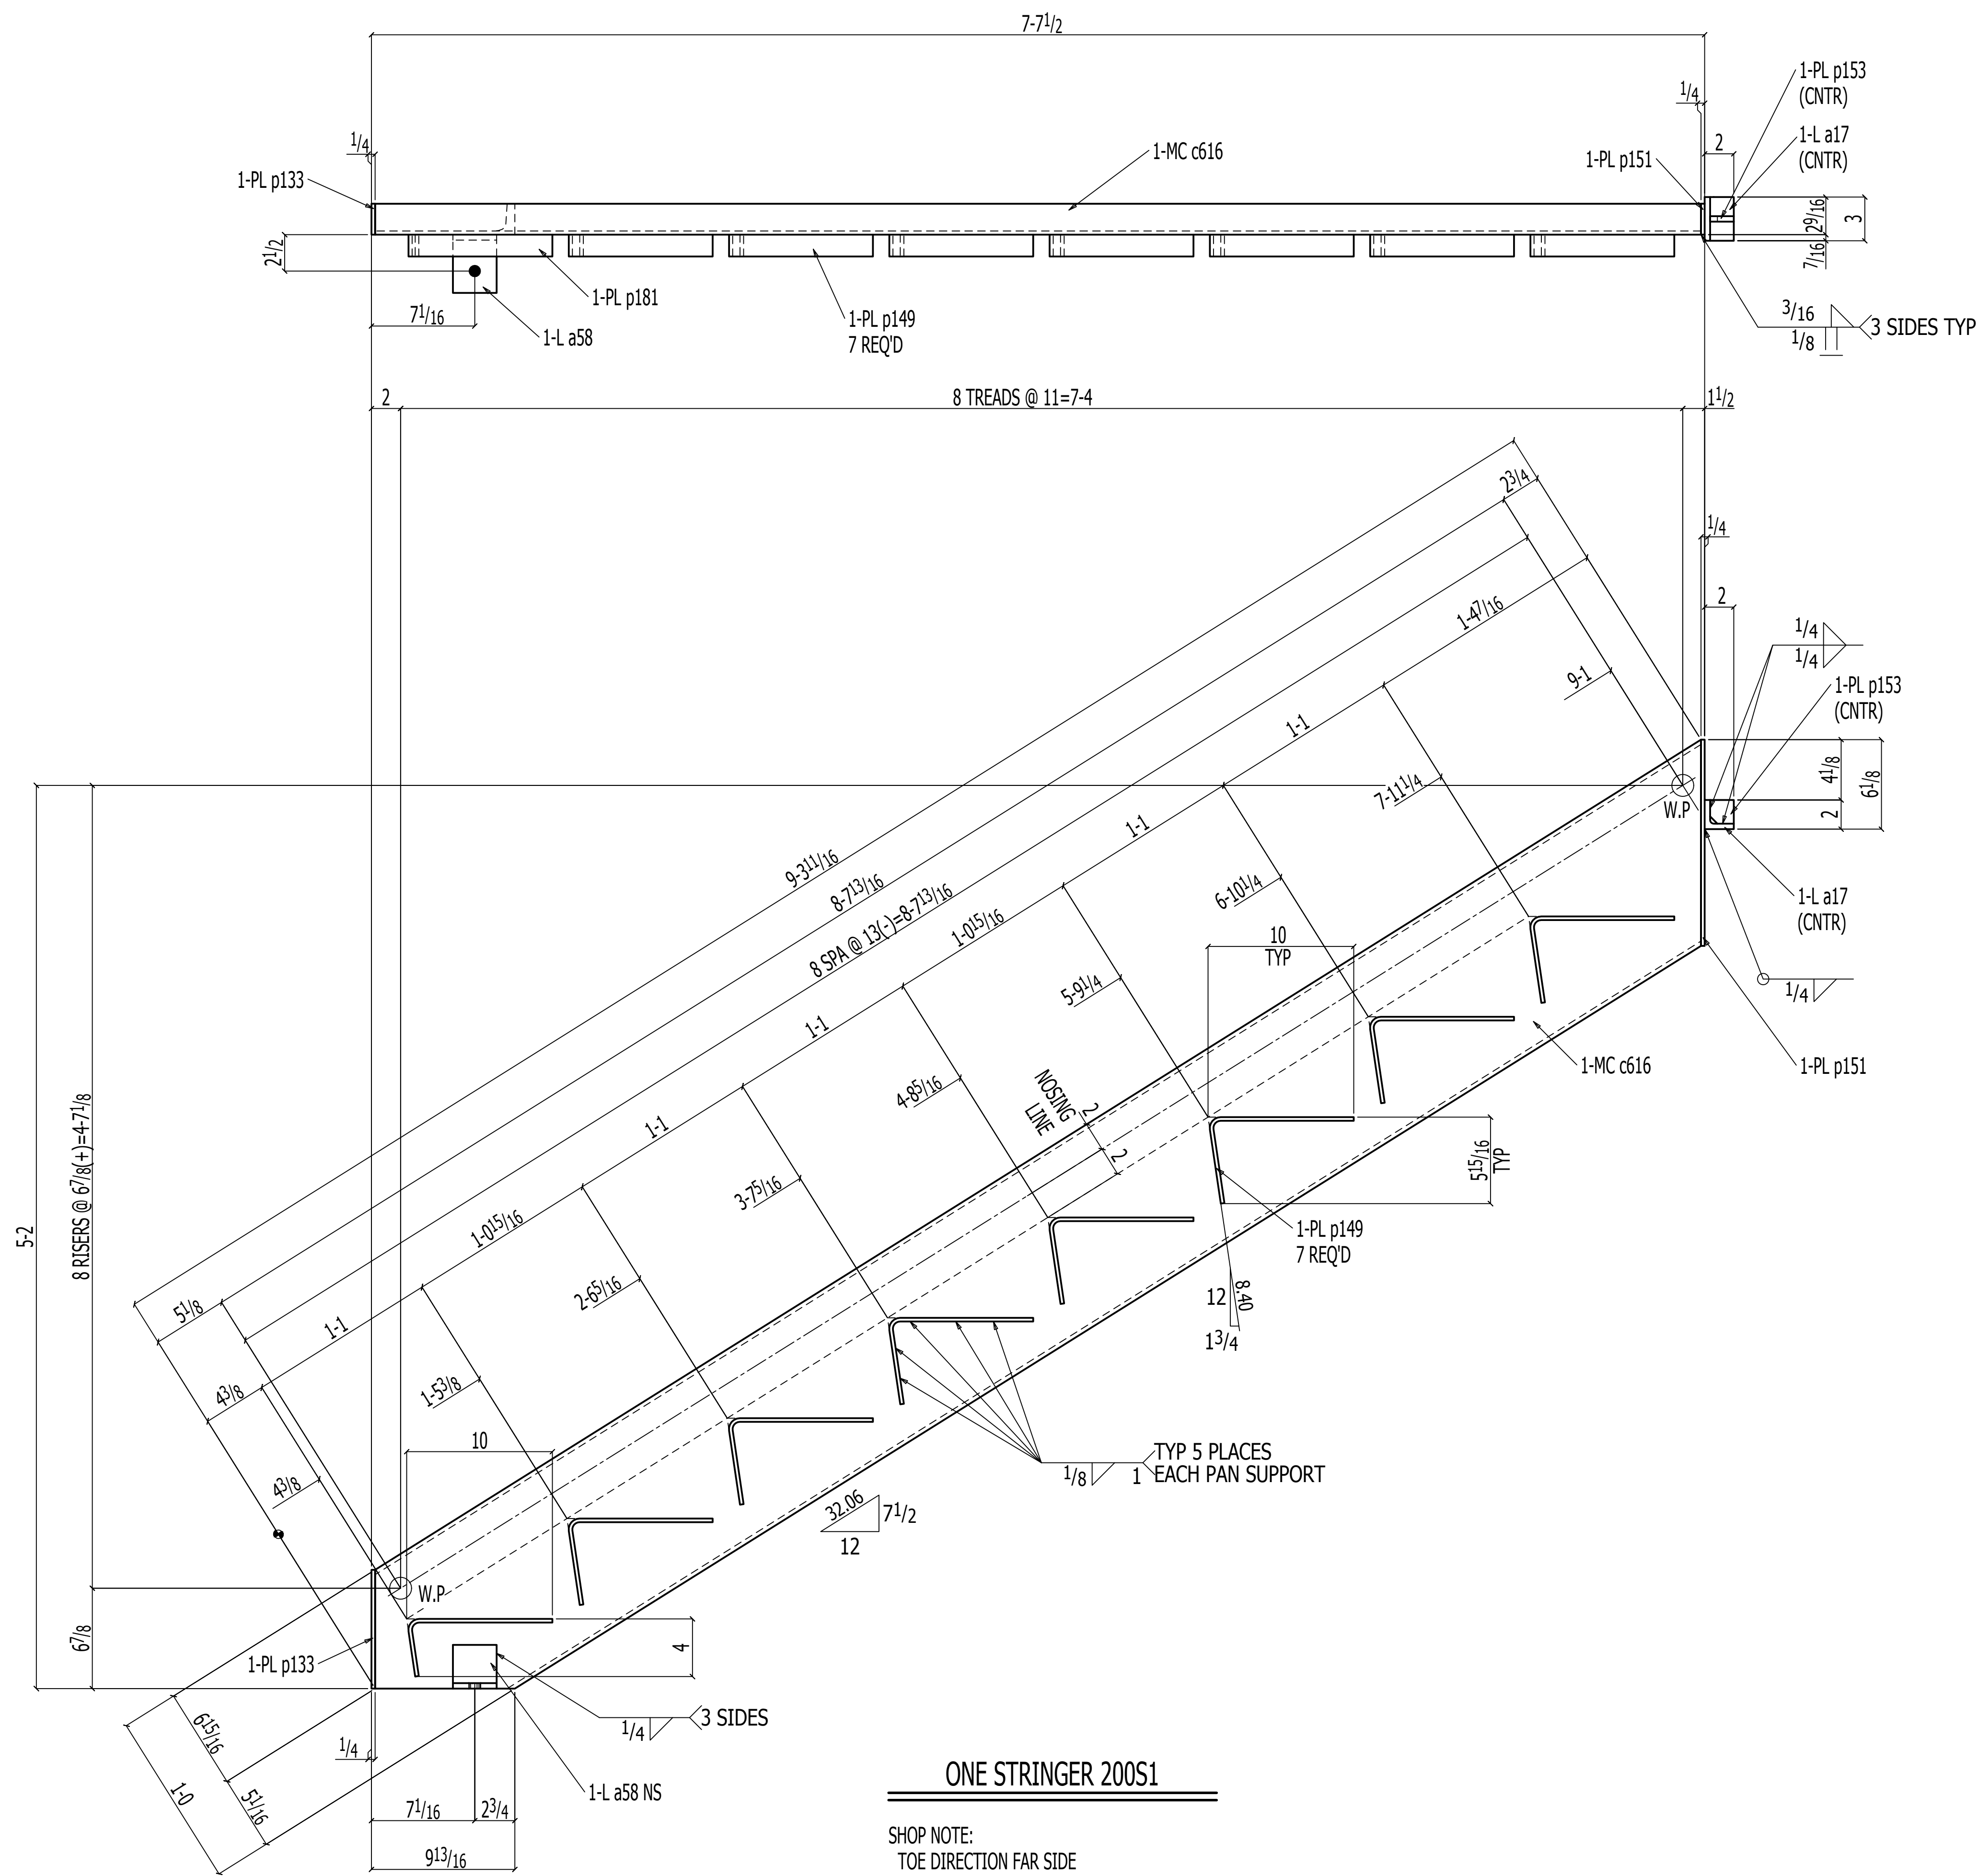 7-7 1/2
1-PL p153
(CNTR)
1/4
1-L a17
(CNTR)
2
1/4
1-MC c616
1-PL p151
1-PL p133
2 9/16
3
7/16
2 1/2
1-PL p181
7 1/16
1-L a58
1-PL p149
7 REQ'D
3/16
1/8
3 SIDES TYP
2
8 TREADS @ 11=7-4
1 1/2
2 3/4
1/4
2
1-4 7/16
1/4
1/4
9-1
1-PL p153
(CNTR)
1-1
4 1/8
6 1/8
2
7-11 1/4
W.P
1-1
9-3 11/16
8-7 13/16
8 SPA @ 13(-)=8-7 13/16
1-L a17
(CNTR)
6-10 1/4
1-0 15/16
10
TYP
5-9 1/4
1/4
1-1
1-MC c616
1-PL p151
4-8 5/16
NOSING
LINE
2
2
1-1
5 15/16
TYP
3-7 5/16
8 RISERS @ 6 7/8(+)=4-7 1/8
5-2
1-0 15/16
1-PL p149
7 REQ'D
2-6 5/16
12
8.40
1 3/4
5 1/8
1-1
4 3/8
1-5 3/8
10
TYP 5 PLACES
EACH PAN SUPPORT
1/8
1
4 3/8
32.06
7 1/2
12
W.P
6 7/8
4
1-PL p133
3 SIDES
1/4
6 15/16
1/4
1-0
5 1/16
1-L a58 NS
7 1/16
2 3/4
9 13/16
ONE STRINGER 200S1
SHOP NOTE:
TOE DIRECTION FAR SIDE